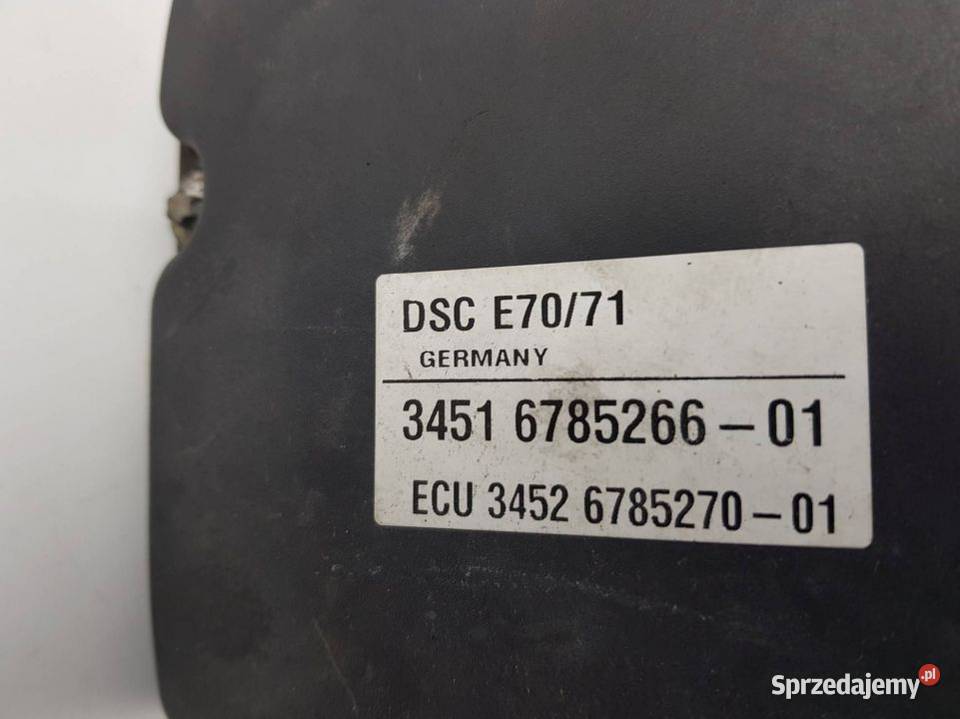 DSC E70/71
GERMANY
3451 6785266-01
ECU 3452 6785270-01
Sprzedajemy.pl